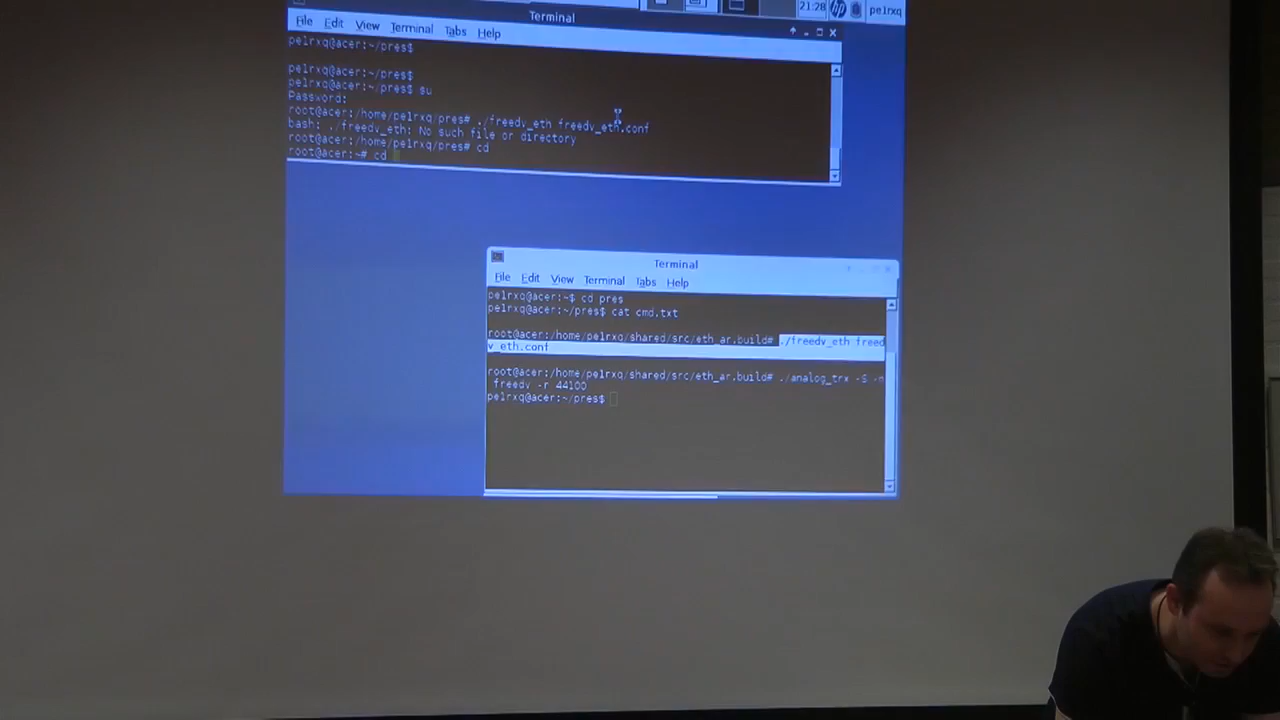 21:28
pe1rxq
Terminal
File Edit View Terminal Tabs Help
pe1rxq@acer:~/pres$
pe1rxq@acer:~/pres$
pe1rxq@acer:~/pres$ su
Password:
root@acer:/home/pe1rxq/pres# ./freedv_eth freedv_eth.conf
bash: ./freedv_eth: No such file or directory
root@acer:/home/pe1rxq/pres# cd
root@acer:~# cd
Terminal
File Edit View Terminal Tabs Help
pe1rxq@acer:~$ cd pres
pe1rxq@acer:~/pres$ cat cmd.txt
root@acer:/home/pe1rxq/shared/src/eth_ar.build# ./freedv_eth freed
v_eth.conf
root@acer:/home/pe1rxq/shared/src/eth_ar.build# ./analog_trx -S -m
freedv -r 44100
pe1rxq@acer:~/pres$